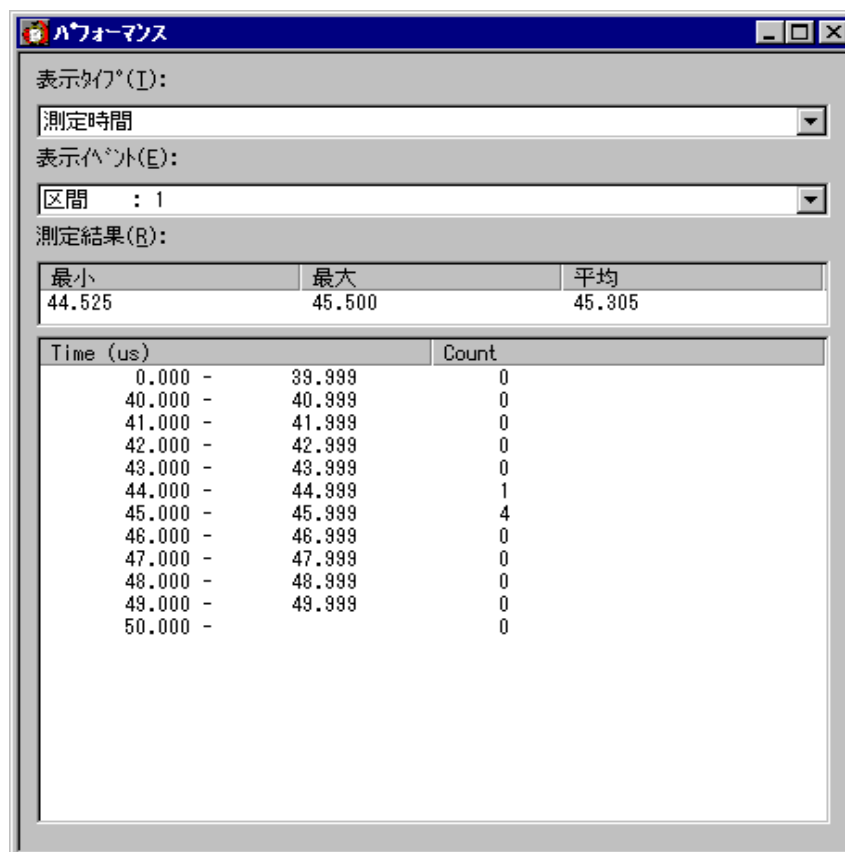 パフォーマンス
表示タイプ(T):
測定時間
表示イベント(E):
区間 : 1
測定結果(R):
最小 最大 平均
44.525 45.500 45.305
Time (us) Count
0.000 - 39.999 0
40.000 - 40.999 0
41.000 - 41.999 0
42.000 - 42.999 0
43.000 - 43.999 0
44.000 - 44.999 1
45.000 - 45.999 4
46.000 - 46.999 0
47.000 - 47.999 0
48.000 - 48.999 0
49.000 - 49.999 0
50.000 - 0